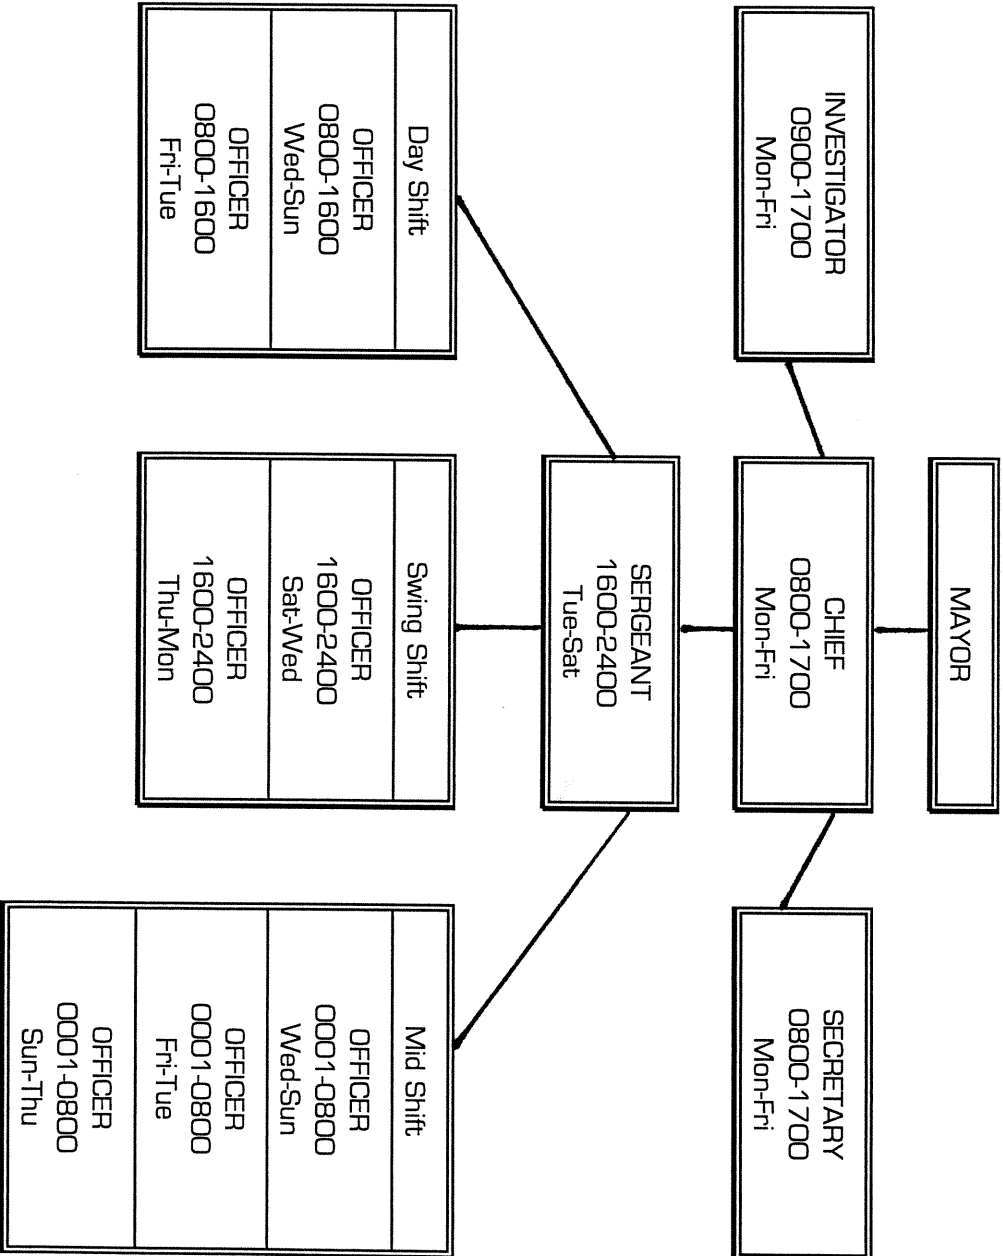 MAYOR
INVESTIGATOR
0900-1700
Mon-Fri
CHIEF
0800-1700
Mon-Fri
SECRETARY
0800-1700
Mon-Fri
SERGEANT
1600-2400
Tue-Sat
Day Shift
OFFICER
0800-1600
Wed-Sun
OFFICER
0800-1600
Fri-Tue
Swing Shift
OFFICER
1600-2400
Sat-Wed
OFFICER
1600-2400
Thu-Mon
Mid Shift
OFFICER
0001-0800
Wed-Sun
OFFICER
0001-0800
Fri-Tue
OFFICER
0001-0800
Sun-Thu